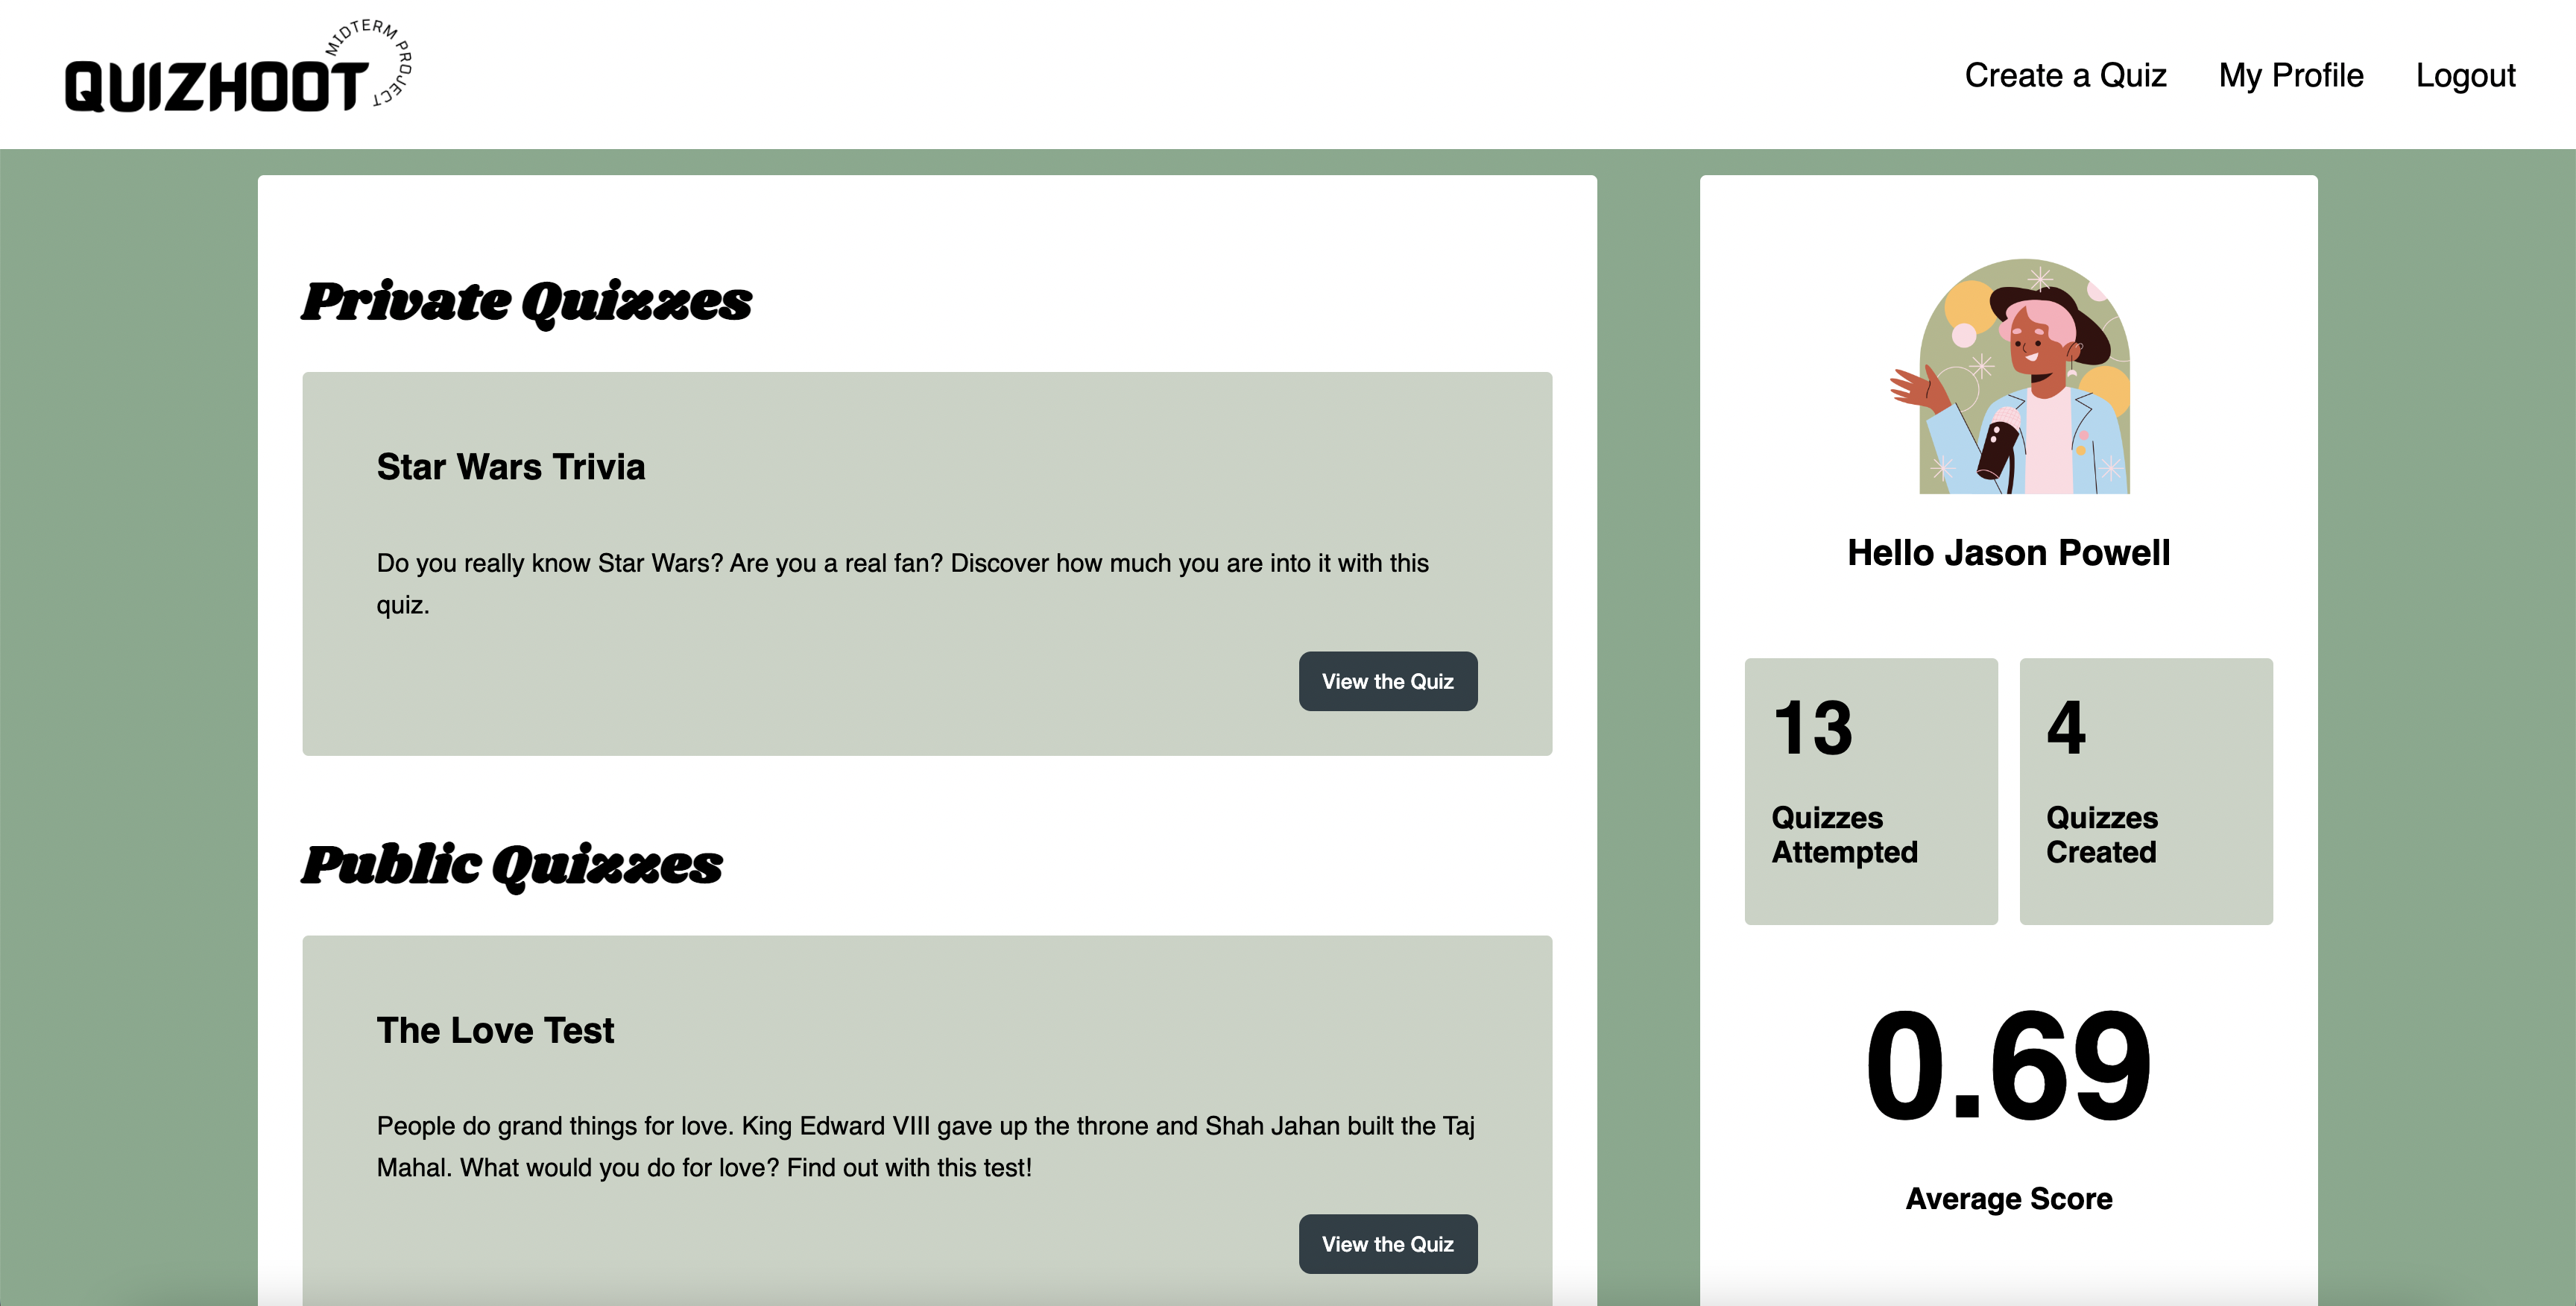 QUIZHOOT
MIDTERM PROJECT
Create a Quiz
My Profile
Logout
Private Quizzes
Star Wars Trivia
Do you really know Star Wars? Are you a real fan? Discover how much you are into it with this
quiz.
View the Quiz
Public Quizzes
The Love Test
People do grand things for love. King Edward VIII gave up the throne and Shah Jahan built the Taj
Mahal. What would you do for love? Find out with this test!
View the Quiz
Hello Jason Powell
13
Quizzes
Attempted
4
Quizzes
Created
0.69
Average Score